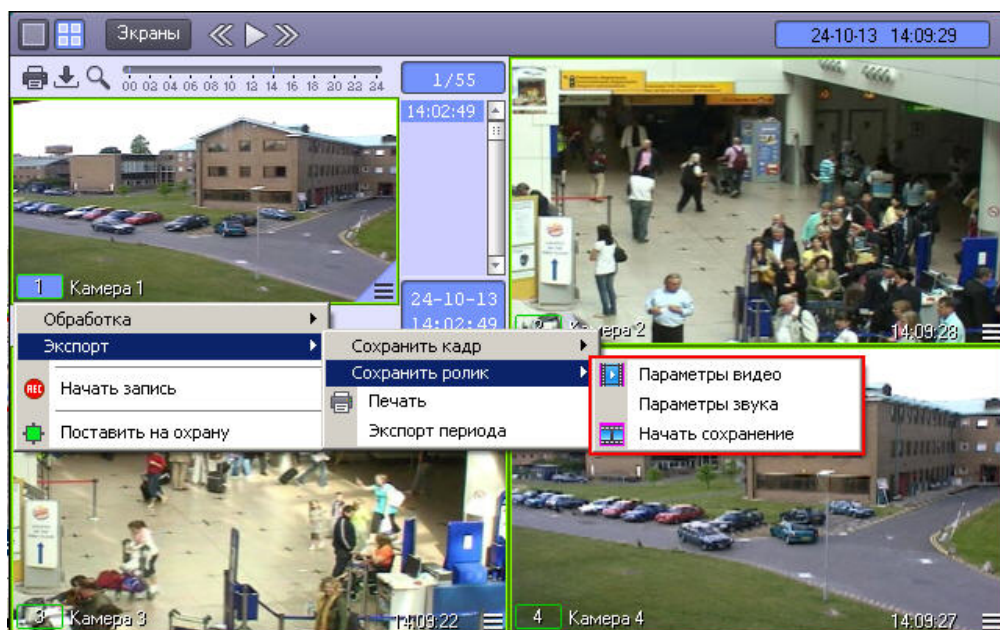 Экраны
24-10-13 14:09:29
00 02 04 06 08 10 12 14 16 18 20 22 24
1/55
14:02:49
1 Камера 1
24-10-13
14:02:49
2 Камера 2
14:09:28
Обработка
Экспорт
Начать запись
Поставить на охрану
Сохранить кадр
Сохранить ролик
Печать
Экспорт периода
Параметры видео
Параметры звука
Начать сохранение
REC
3 Камера 3
14:09:22
4 Камера 4
14:09:27